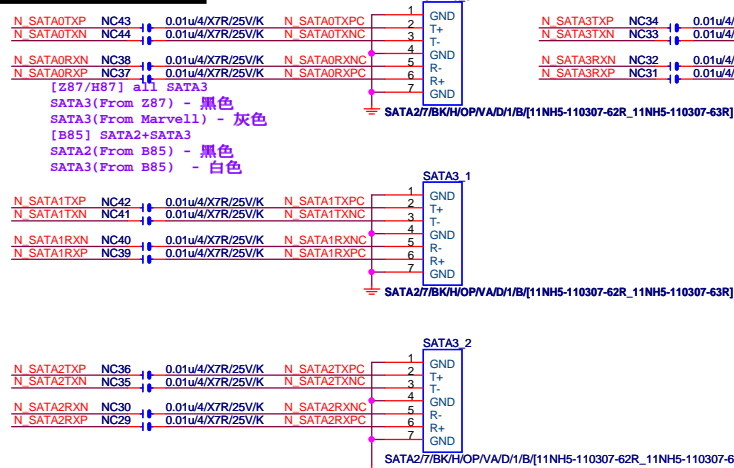 N_SATA0TXP NC43 0.01u/4/X7R/25V/K N_SATA0TXPC 1 GND
N_SATA0TXN NC44 0.01u/4/X7R/25V/K N_SATA0TXNC 2 T+
3 T-
4 GND
N_SATA0RXN NC38 0.01u/4/X7R/25V/K N_SATA0RXNC 5 R-
N_SATA0RXP NC37 0.01u/4/X7R/25V/K N_SATA0RXPC 6 R+
7 GND
SATA2/7/BK/H/OP/VA/D/1/B/[11NH5-110307-62R_11NH5-110307-63R]
N_SATA3TXP NC34 0.01u/4/
N_SATA3TXN NC33 0.01u/4/
N_SATA3RXN NC32 0.01u/4/
N_SATA3RXP NC31 0.01u/4/
[Z87/H87] all SATA3
SATA3(From Z87) - 黑色
SATA3(From Marvell) - 灰色
[B85] SATA2+SATA3
SATA2(From B85) - 黑色
SATA3(From B85) - 白色
SATA3_1
N_SATA1TXP NC42 0.01u/4/X7R/25V/K N_SATA1TXPC 1 GND
N_SATA1TXN NC41 0.01u/4/X7R/25V/K N_SATA1TXNC 2 T+
3 T-
4 GND
N_SATA1RXN NC40 0.01u/4/X7R/25V/K N_SATA1RXNC 5 R-
N_SATA1RXP NC39 0.01u/4/X7R/25V/K N_SATA1RXPC 6 R+
7 GND
SATA2/7/BK/H/OP/VA/D/1/B/[11NH5-110307-62R_11NH5-110307-63R]
SATA3_2
N_SATA2TXP NC36 0.01u/4/X7R/25V/K N_SATA2TXPC 1 GND
N_SATA2TXN NC35 0.01u/4/X7R/25V/K N_SATA2TXNC 2 T+
3 T-
4 GND
N_SATA2RXN NC30 0.01u/4/X7R/25V/K N_SATA2RXNC 5 R-
N_SATA2RXP NC29 0.01u/4/X7R/25V/K N_SATA2RXPC 6 R+
7 GND
SATA2/7/BK/H/OP/VA/D/1/B/[11NH5-110307-62R_11NH5-110307-6